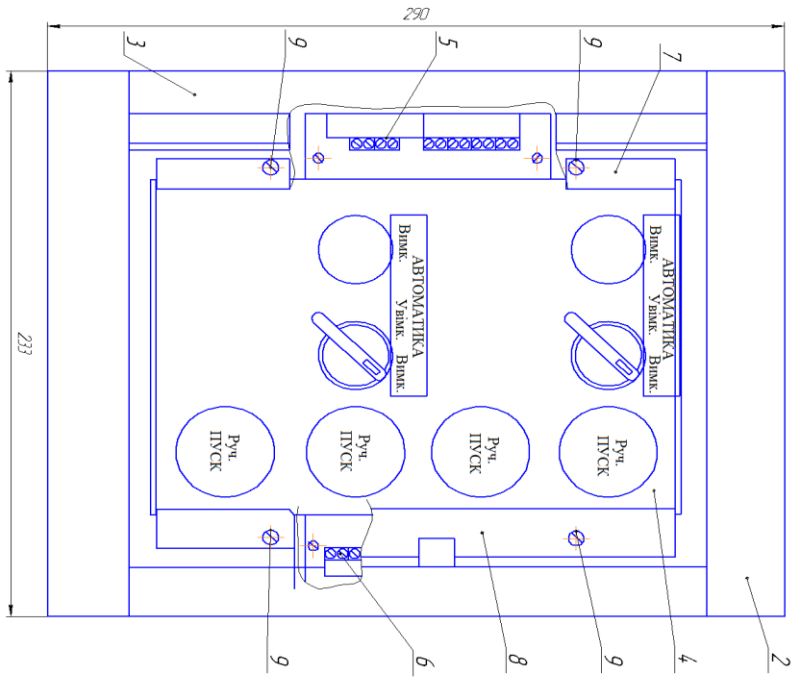 290
3
9
5
9
7
АВТОМАТИКА
Вимк. Увімк. Вимк.
АВТОМАТИКА
Вимк. Увімк. Вимк.
233
Руч.
ПУСК
Руч.
ПУСК
Руч.
ПУСК
Руч.
ПУСК
9
6
8
9
4
2